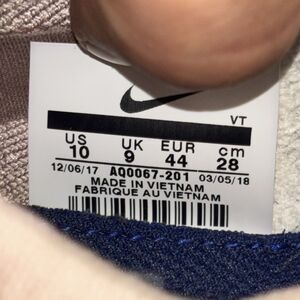 VT
US UK EUR cm
10 9 44 28
12/06/17 AQ0067-201 03/05/18
MADE IN VIETNAM
FABRIQUE AU VIETNAM